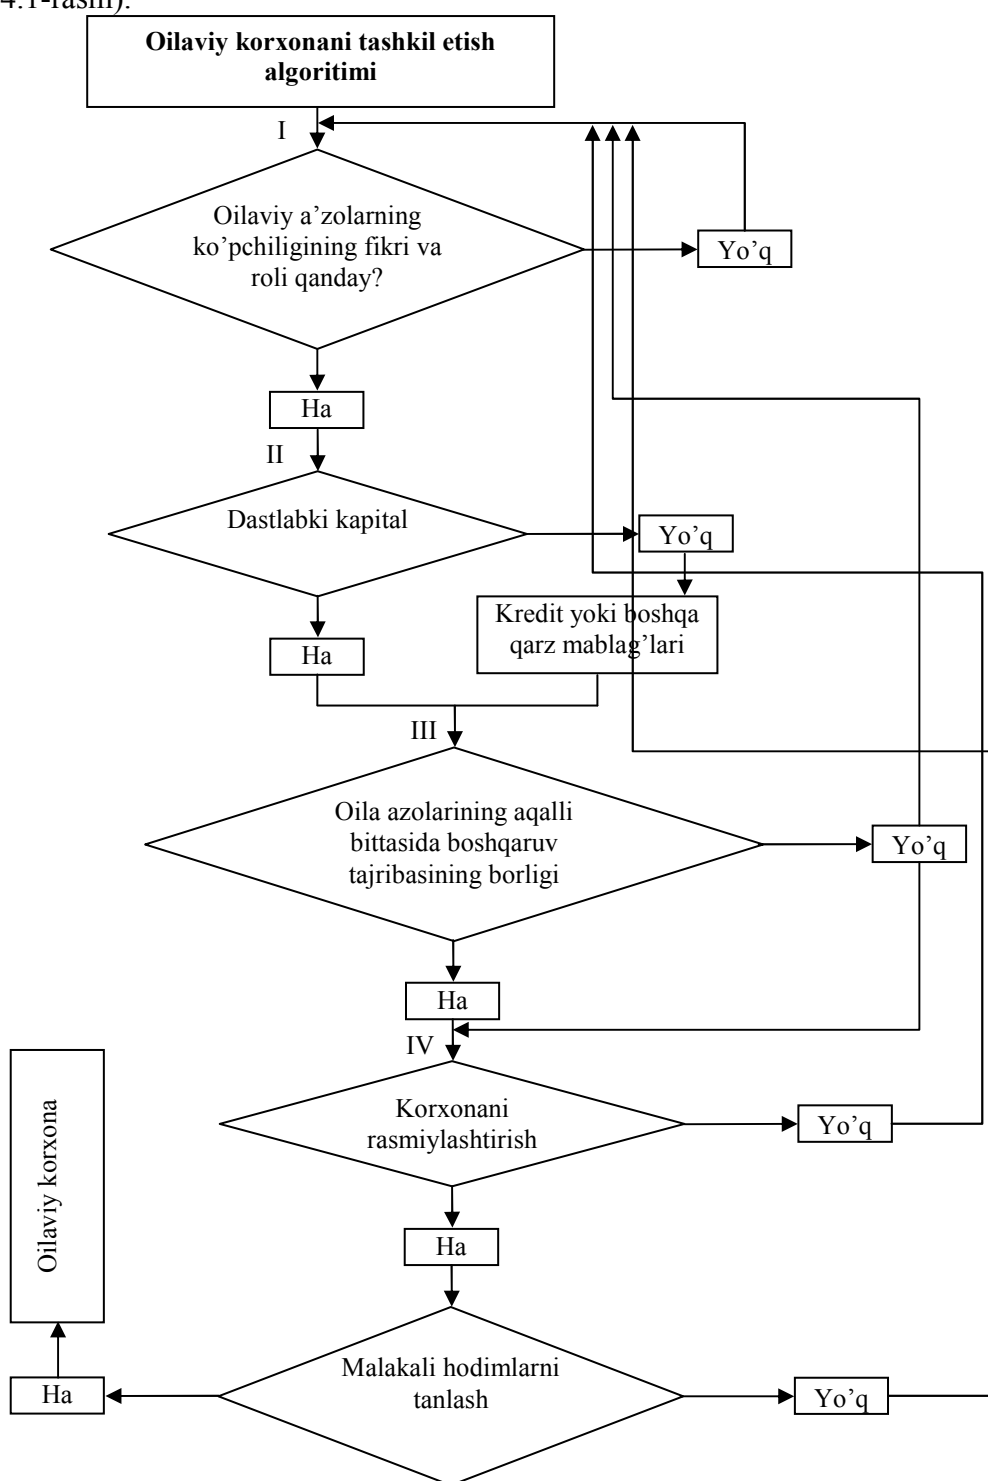 4.1-rasm).
Oilaviy korxonani tashkil etish
algoritimi
I
Oilaviy a’zolarning
ko’pchiligining fikri va
roli qanday?
Yo’q
Ha
II
Dastlabki kapital
Yo’q
Kredit yoki boshqa
qarz mablag’lari
Ha
III
Oila azolarining aqalli
bittasida boshqaruv
tajribasining borligi
Yo’q
Ha
IV
Korxonani
rasmiylashtirish
Yo’q
Ha
Oilaviy korxona
Malakali hodimlarni
tanlash
Ha
Yo’q